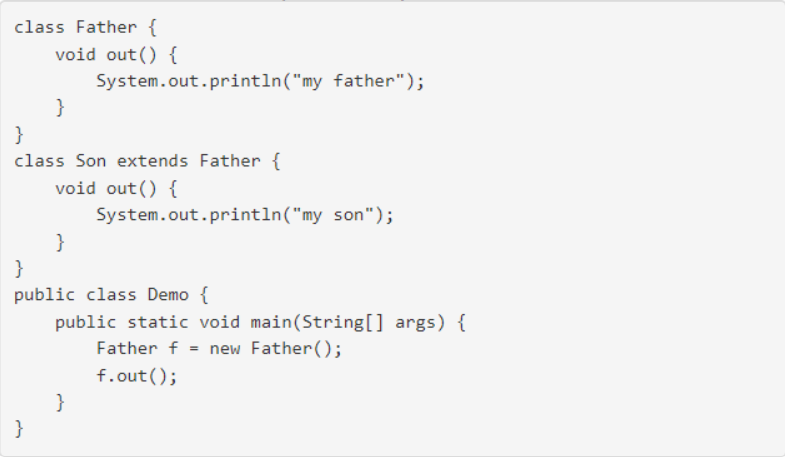 class Father {
    void out() {
        System.out.println("my father");
    }
}
class Son extends Father {
    void out() {
        System.out.println("my son");
    }
}
public class Demo {
    public static void main(String[] args) {
        Father f = new Father();
        f.out();
    }
}